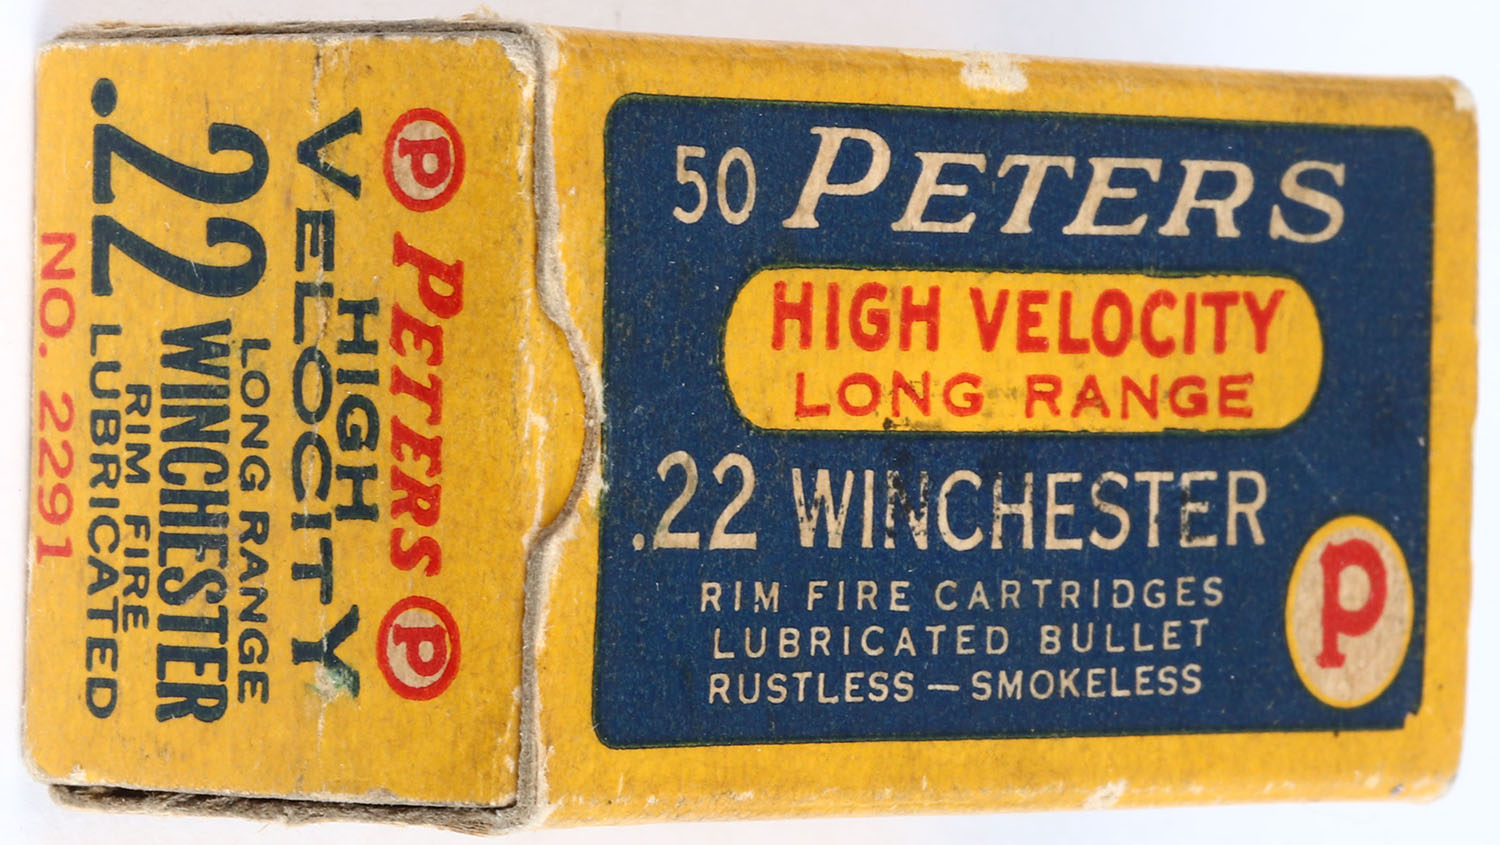 50 PETERS
HIGH VELOCITY
LONG RANGE
.22 WINCHESTER
RIM FIRE CARTRIDGES
LUBRICATED BULLET
RUSTLESS — SMOKELESS
P
P PETERS P
HIGH
VELOCITY
LONG RANGE
.22 WINCHESTER
RIM FIRE
LUBRICATED
NO. 2291